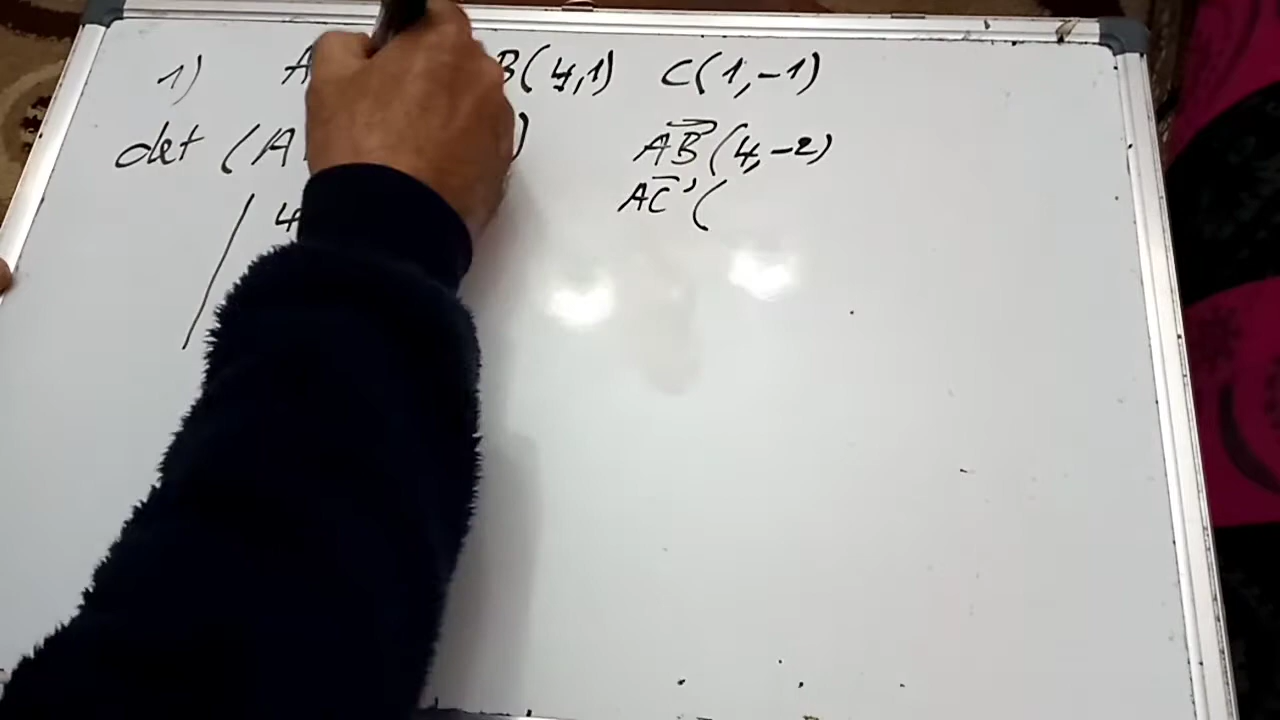 1) A B(4,1) C(1,-1)
det (A ) AB(4,-2)
4 AC(